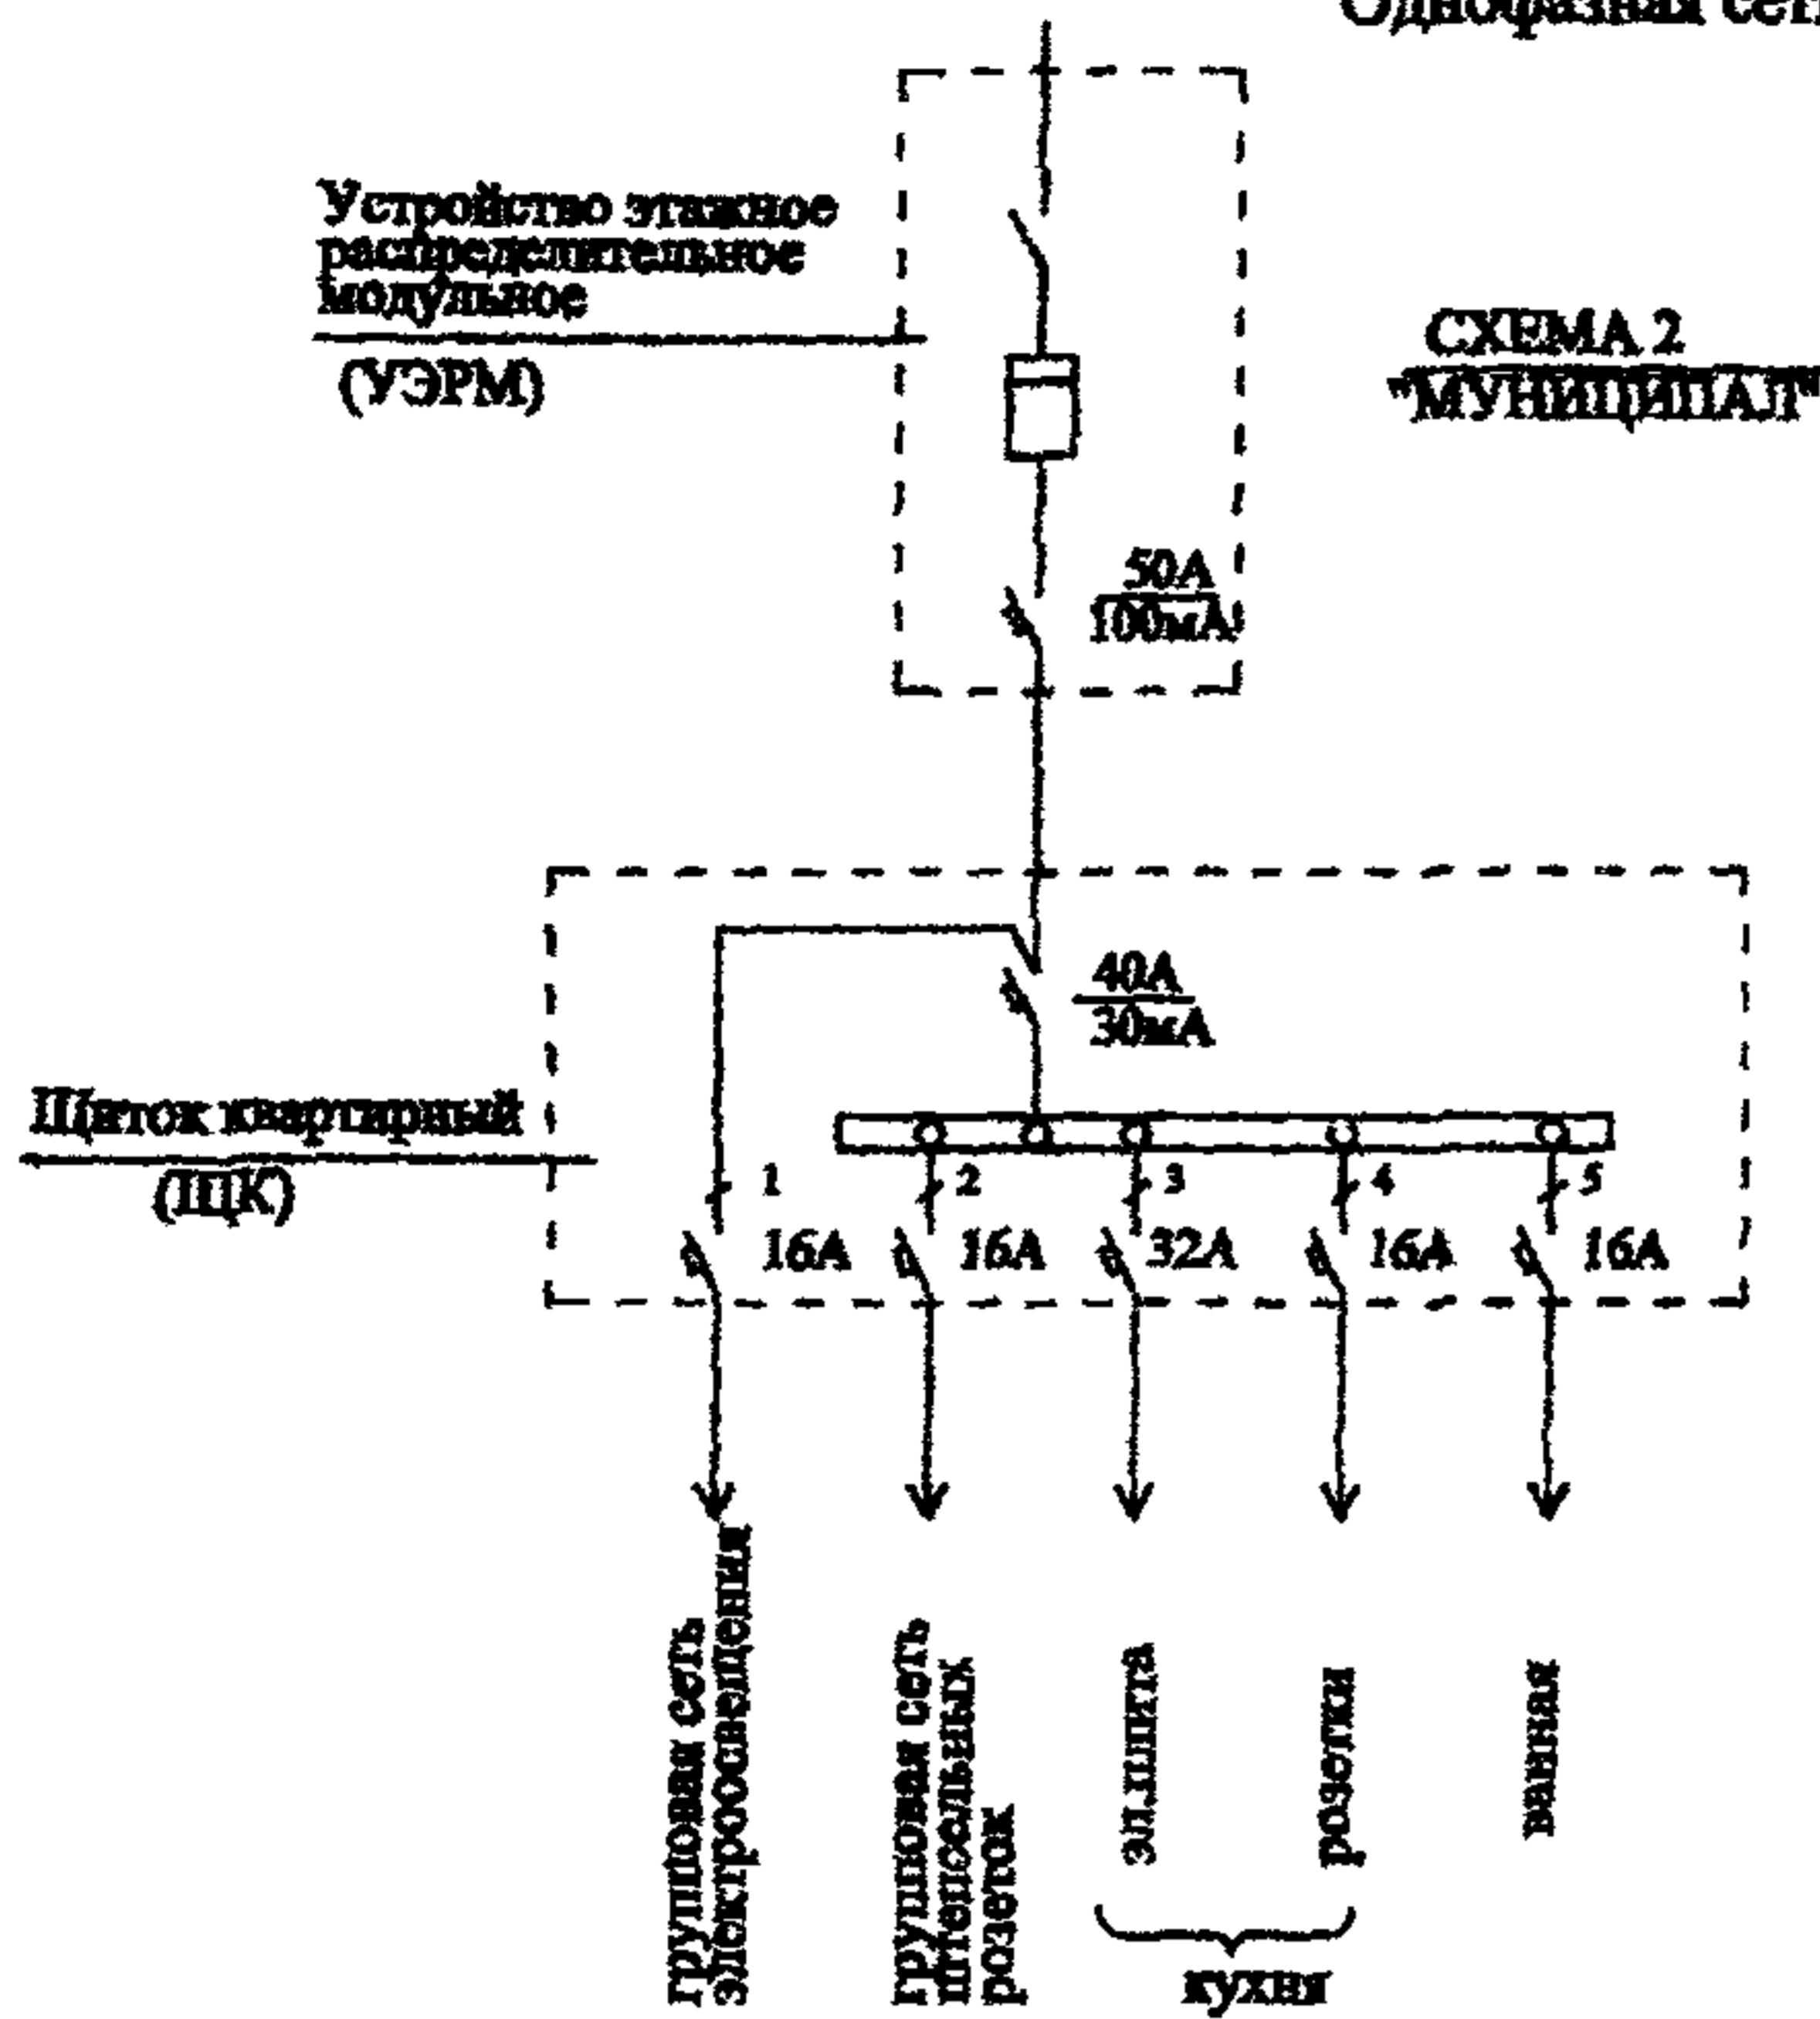 Однофазная
Устройство этажное
распределительное
модульное
(УЭРМ)
СХЕМА 2
"МУНИЦИПАЛ"
50А
100мА
40А
30мА
Щиток квартирный
(ЩК)
1 2 3 4 5
16А 16А 32А 16А 16А
групповая сеть
электроосвещения
групповая сеть
штепсельных
розеток
эл.плита
розетки
ванная
кухня